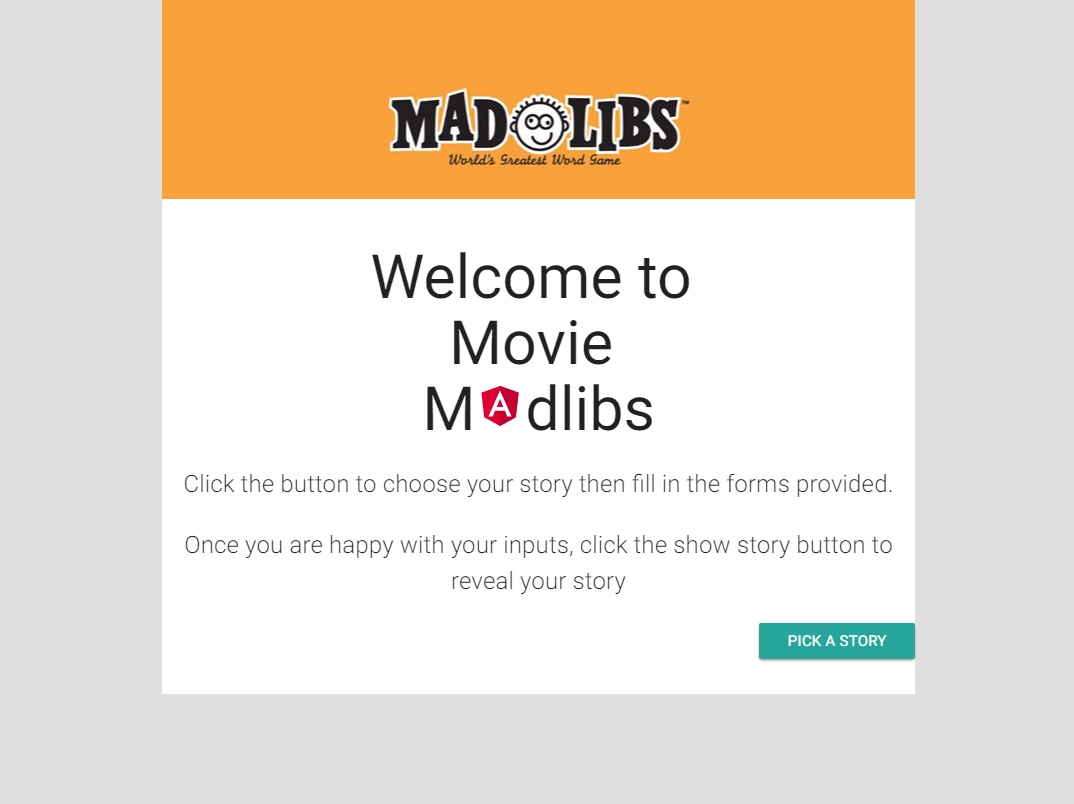 MAD LIBS™
World's Greatest Word Game
Welcome to
Movie
MAdlibs
Click the button to choose your story then fill in the forms provided.
Once you are happy with your inputs, click the show story button to
reveal your story
PICK A STORY